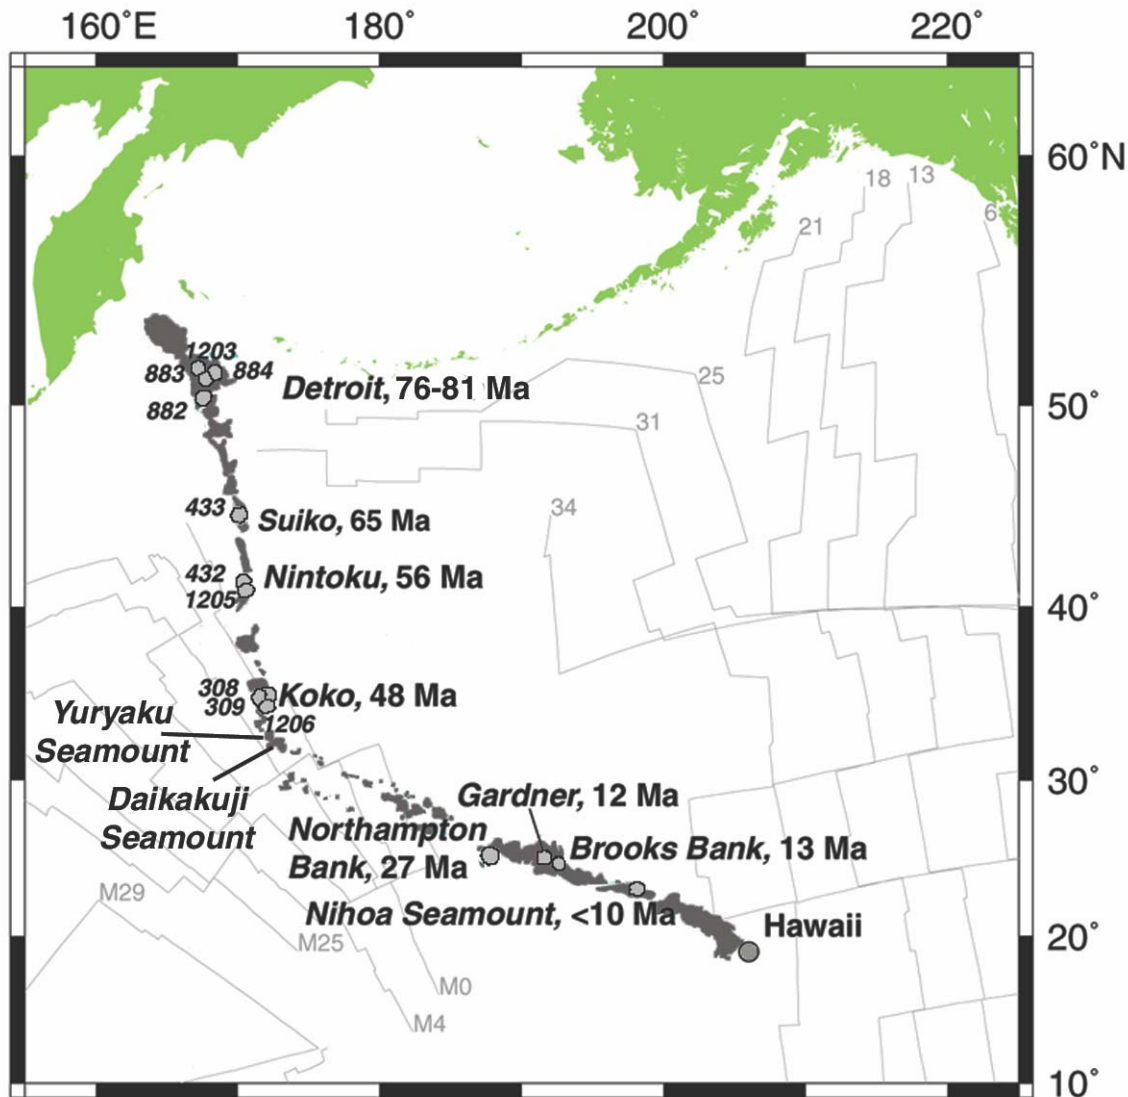 160˚E 180˚ 200˚ 220˚
60˚N
18 13
6
21
1203
883 884
Detroit, 76-81 Ma
882
25
50˚
31
433
Suiko, 65 Ma
34
432
Nintoku, 56 Ma
1205
40˚
308
Koko, 48 Ma
309
1206
Yuryaku
Seamount
30˚
Daikakuji
Seamount
Gardner, 12 Ma
Northampton
Bank, 27 Ma
Brooks Bank, 13 Ma
M29
Nihoa Seamount, <10 Ma
Hawaii
M25
20˚
M0
M4
10˚